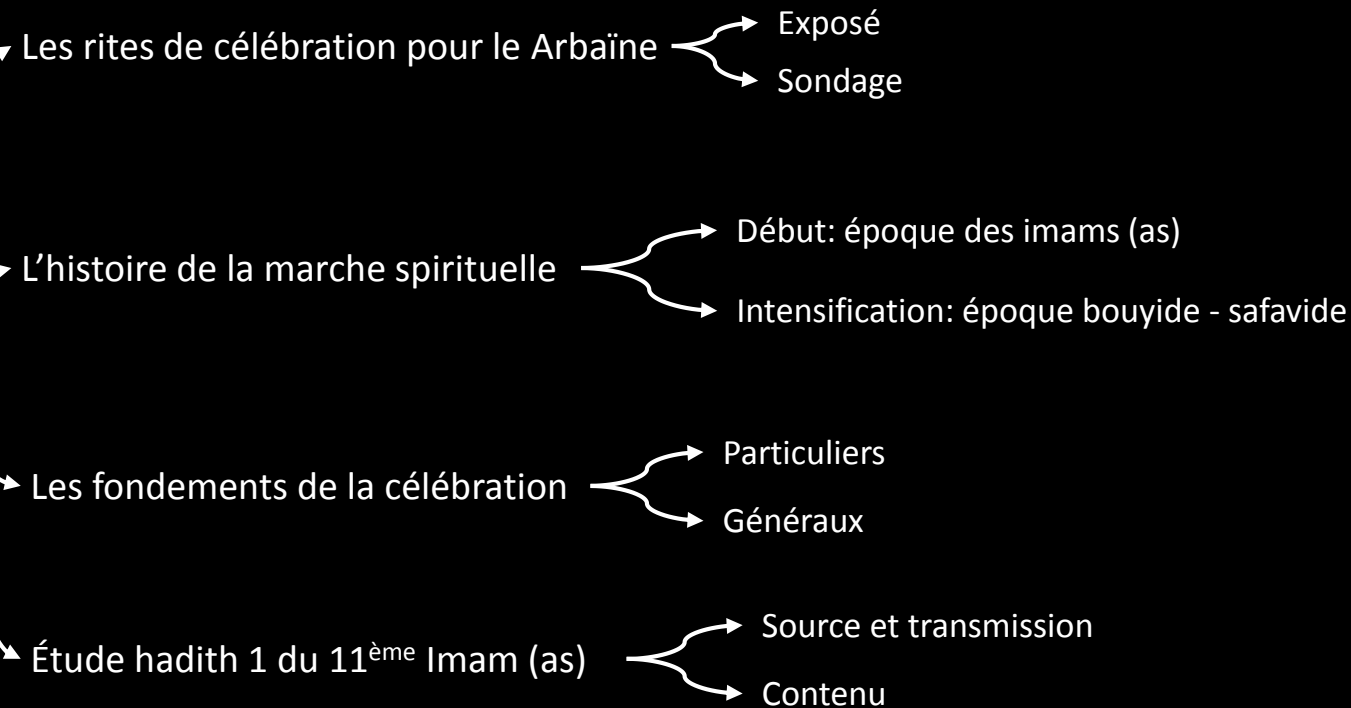 Les rites de célébration pour le Arbaïne
Exposé
Sondage
L’histoire de la marche spirituelle
Début: époque des imams (as)
Intensification: époque bouyide - safavide
Les fondements de la célébration
Particuliers
Généraux
Étude hadith 1 du 11ème Imam (as)
Source et transmission
Contenu